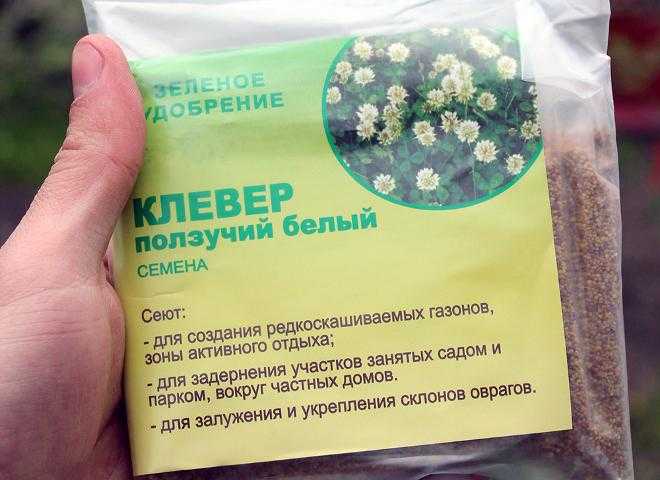 ЗЕЛЕНОЕ
УДОБРЕНИЕ
КЛЕВЕР
ползучий белый
СЕМЕНА
Сеют:
- для создания редкоскашиваемых газонов,
зоны активного отдыха;
- для задернения участков занятых садом и
парком, вокруг частных домов.
- для залужения и укрепления склонов оврагов.